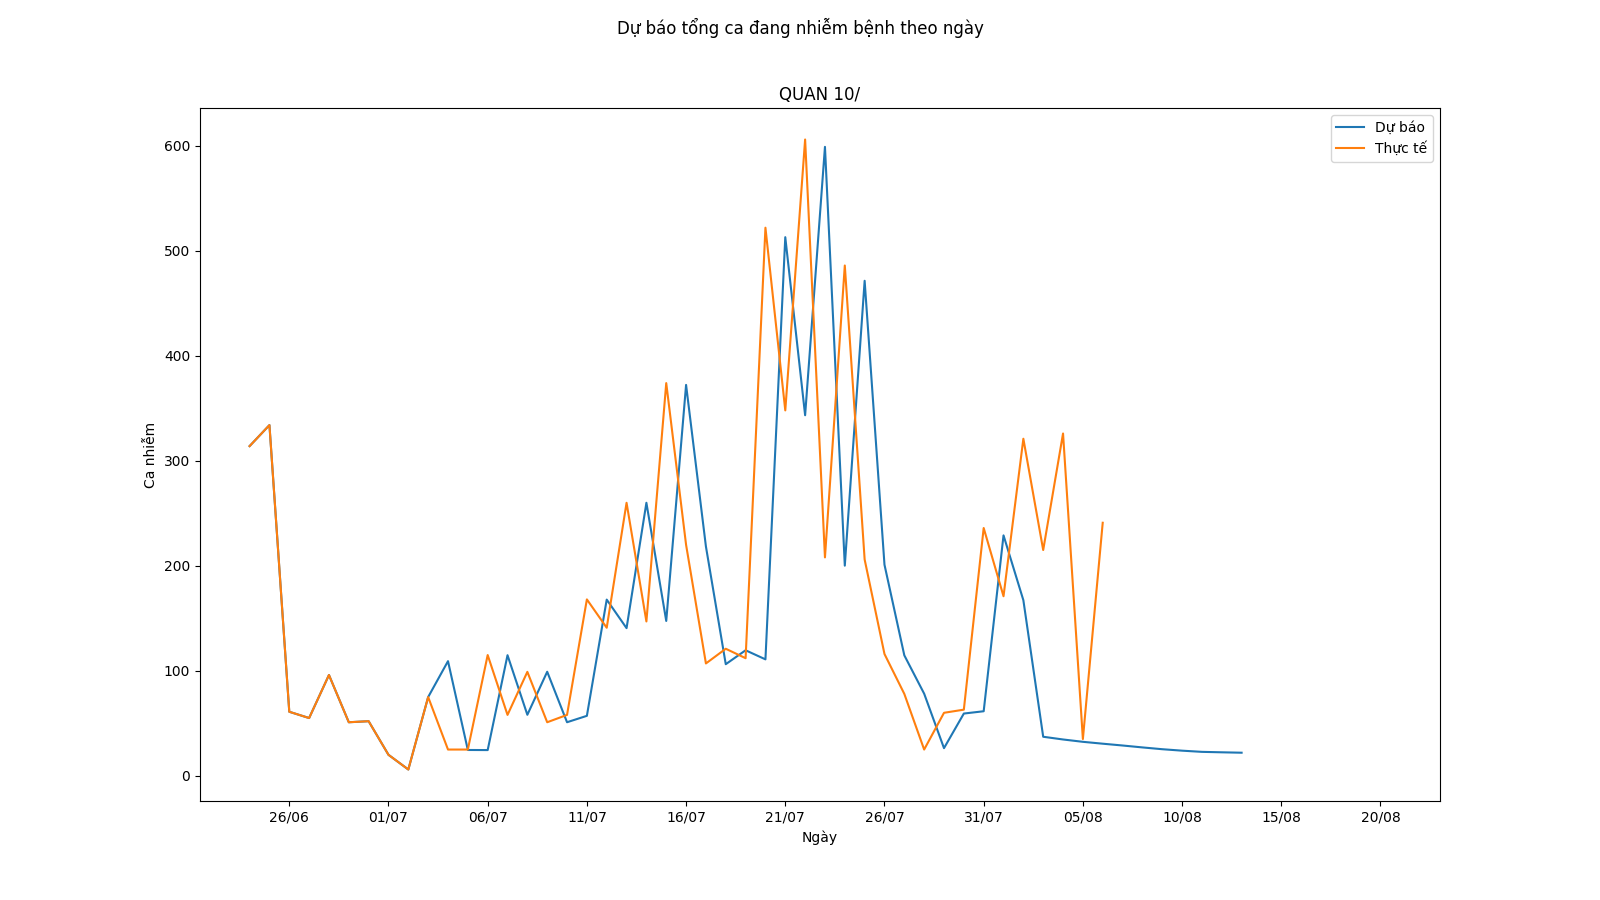 Dự báo tổng ca đang nhiễm bệnh theo ngày
QUAN 10/
Dự báo
Thực tế
600
500
400
300
200
100
0
Ca nhiễm
26/06 01/07 06/07 11/07 16/07 21/07 26/07 31/07 05/08 10/08 15/08 20/08
Ngày